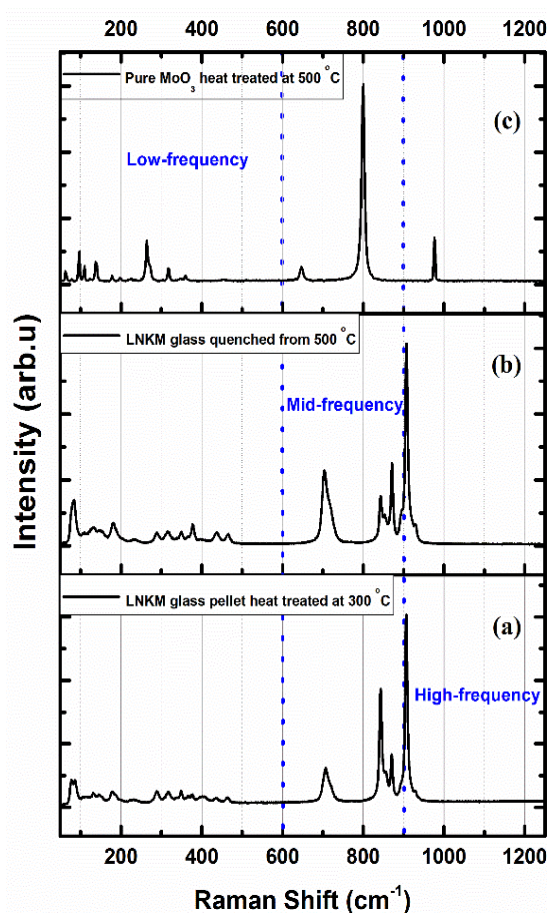 200 400 600 800 1000 1200
Pure MoO₃ heat treated at 500 °C
(c)
Low-frequency
LNKM glass quenched from 500 °C
(b)
Mid-frequency
Intensity (arb.u)
LNKM glass pellet heat treated at 300 °C
(a)
High-frequency
200 400 600 800 1000 1200
Raman Shift (cm⁻¹)